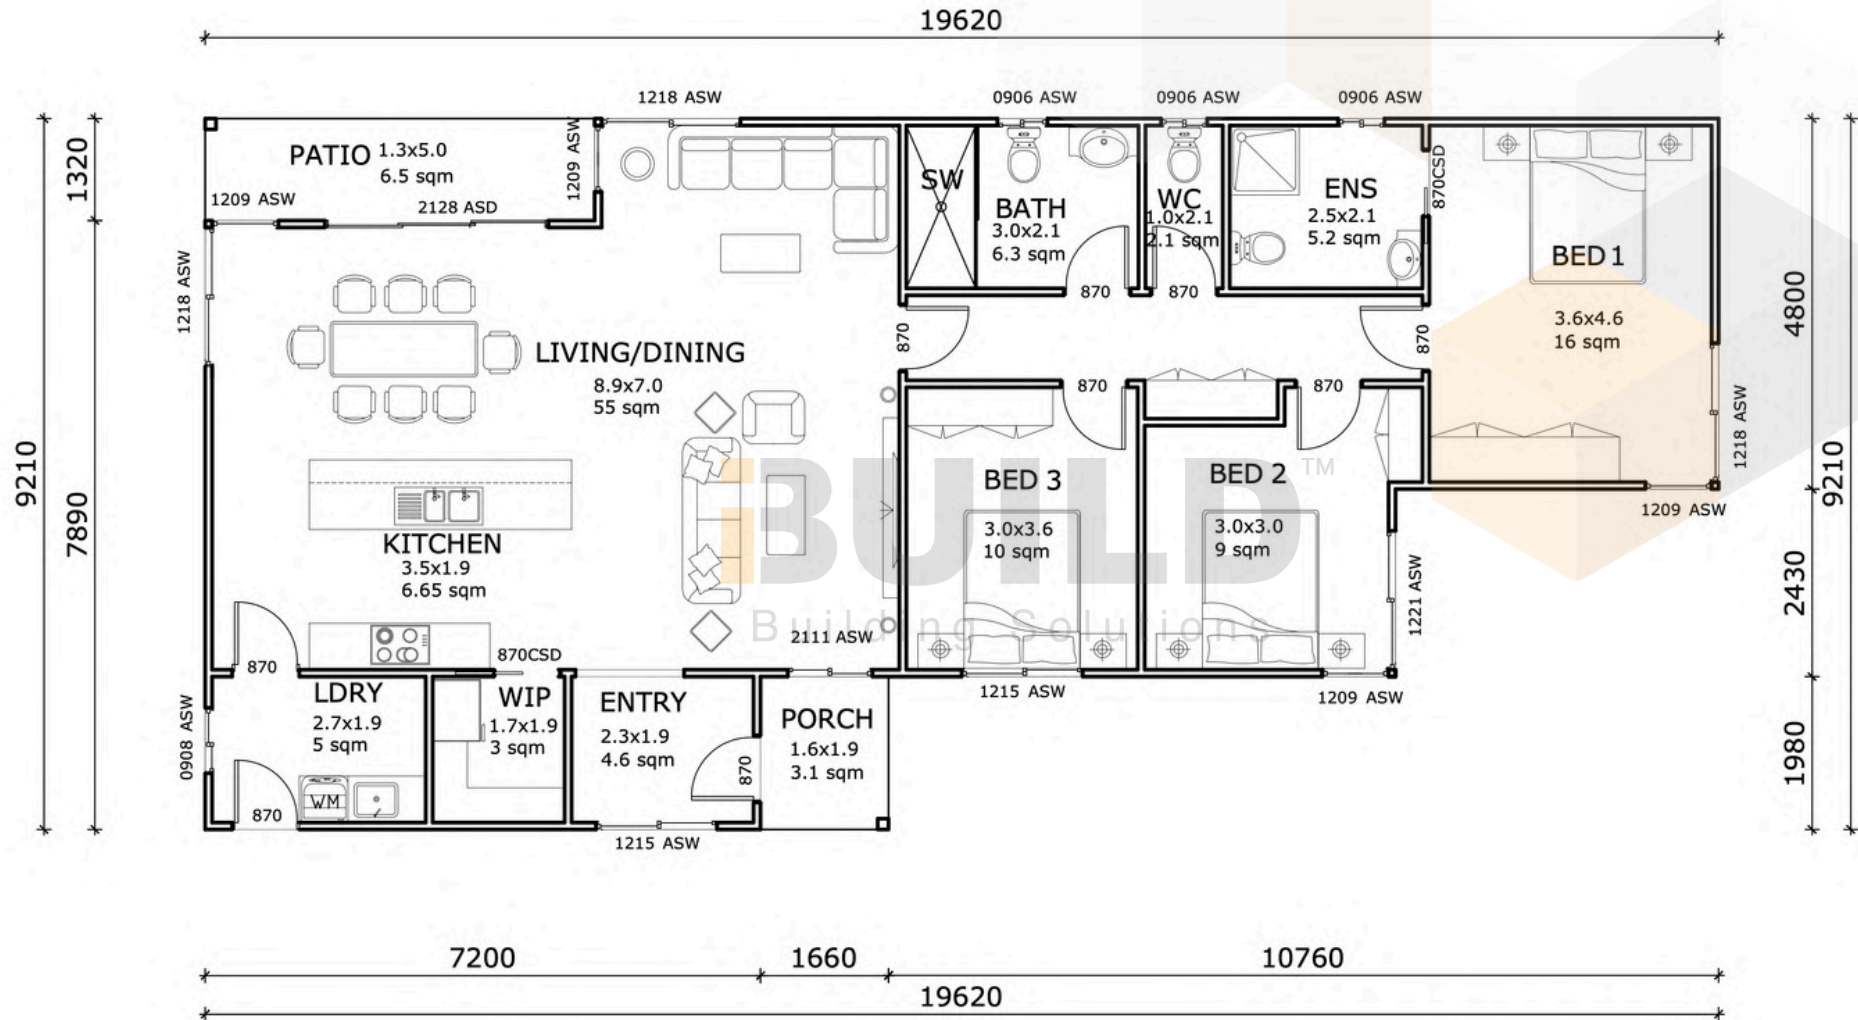 19620
1218 ASW
0906 ASW
0906 ASW
0906 ASW
PATIO 1.3x5.0
6.5 sqm
1209 ASW
1209 ASW
2128 ASD
1320
7890
9210
1218 ASW
SW
BATH
3.0x2.1
6.3 sqm
WC
1.0x2.1
2.1 sqm
ENS
2.5x2.1
5.2 sqm
870CSD
BED 1
3.6x4.6
16 sqm
870
870
870
870
870
870
LIVING/DINING
8.9x7.0
55 sqm
4800
9210
2430
1980
1218 ASW
1209 ASW
BED 3
3.0x3.6
10 sqm
BED 2
3.0x3.0
9 sqm
iBUILD™
Building Solutions
1221 ASW
KITCHEN
3.5x1.9
6.65 sqm
2111 ASW
870
870CSD
1215 ASW
1209 ASW
LDRY
2.7x1.9
5 sqm
WIP
1.7x1.9
3 sqm
ENTRY
2.3x1.9
4.6 sqm
PORCH
1.6x1.9
3.1 sqm
0908 ASW
870
WM
870
1215 ASW
7200
1660
10760
19620